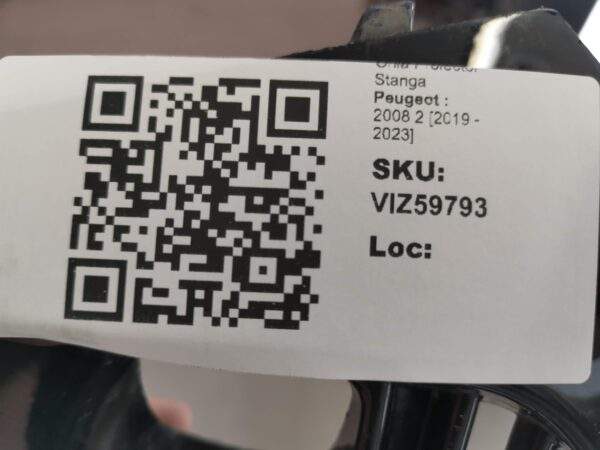 Stanga
Peugeot :
2008 2 [2019 -
2023]
SKU:
VIZ59793
Loc: